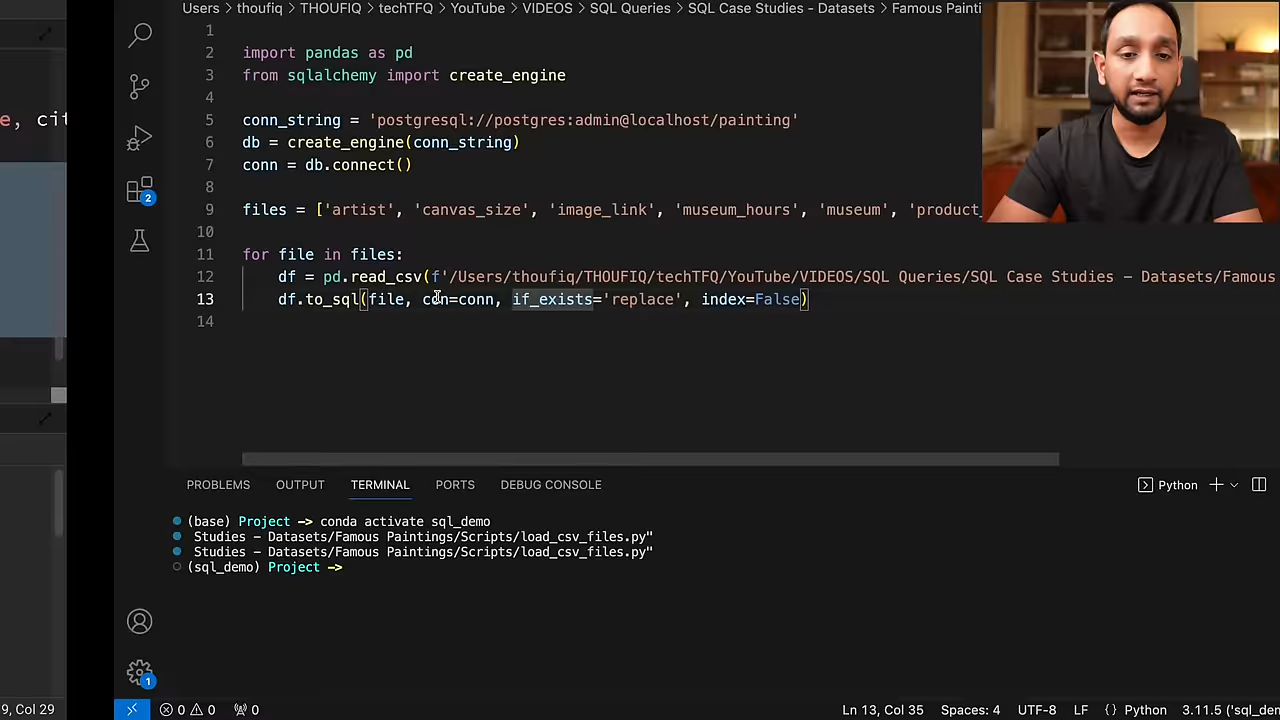 Users > thoufiq > THOUFIQ > techTFQ > YouTube > VIDEOS > SQL Queries > SQL Case Studies - Datasets > Famous Painti
e, cit
1
2 import pandas as pd
3 from sqlalchemy import create_engine
4
5 conn_string = 'postgresql://postgres:admin@localhost/painting'
6 db = create_engine(conn_string)
7 conn = db.connect()
8
9 files = ['artist', 'canvas_size', 'image_link', 'museum_hours', 'museum', 'product_
10
11 for file in files:
12 df = pd.read_csv(f'/Users/thoufiq/THOUFIQ/techTFQ/YouTube/VIDEOS/SQL Queries/SQL Case Studies – Datasets/Famous
13 df.to_sql(file, con=conn, if_exists='replace', index=False)
14
2
PROBLEMS OUTPUT TERMINAL PORTS DEBUG CONSOLE Python
(base) Project -> conda activate sql_demo
Studies – Datasets/Famous Paintings/Scripts/load_csv_files.py"
Studies – Datasets/Famous Paintings/Scripts/load_csv_files.py"
(sql_demo) Project ->
1
9, Col 29 0 0 0 Ln 13, Col 35 Spaces: 4 UTF-8 LF {} Python 3.11.5 ('sql_der